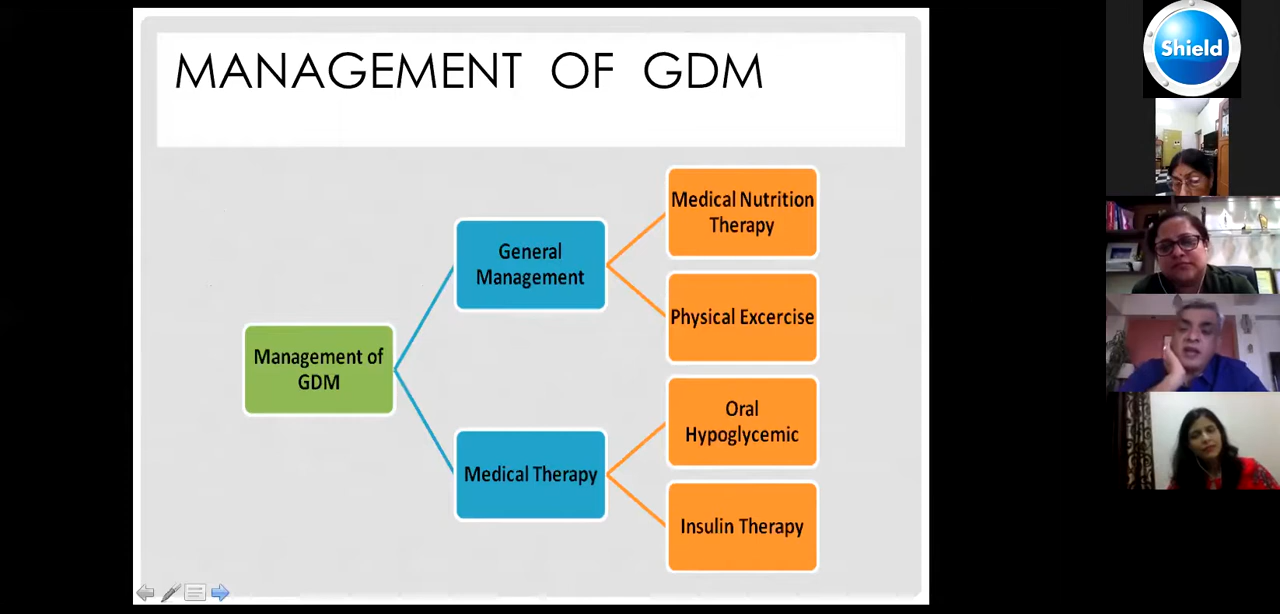 MANAGEMENT OF GDM
Shield
Medical Nutrition
Therapy
General
Management
Physical Excercise
Management of
GDM
Oral
Hypoglycemic
Medical Therapy
Insulin Therapy